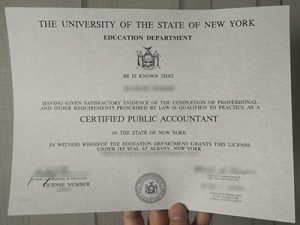 THE UNIVERSITY OF THE STATE OF NEW YORK
EDUCATION DEPARTMENT
BE IT KNOWN THAT
HAVING GIVEN SATISFACTORY EVIDENCE OF THE COMPLETION OF PROFESSIONAL
AND OTHER REQUIREMENTS PRESCRIBED BY LAW IS QUALIFIED TO PRACTICE AS A
CERTIFIED PUBLIC ACCOUNTANT
IN THE STATE OF NEW YORK
IN WITNESS WHEREOF THE EDUCATION DEPARTMENT GRANTS THIS LICENSE
UNDER ITS SEAL AT ALBANY, NEW YORK
LICENSE NUMBER